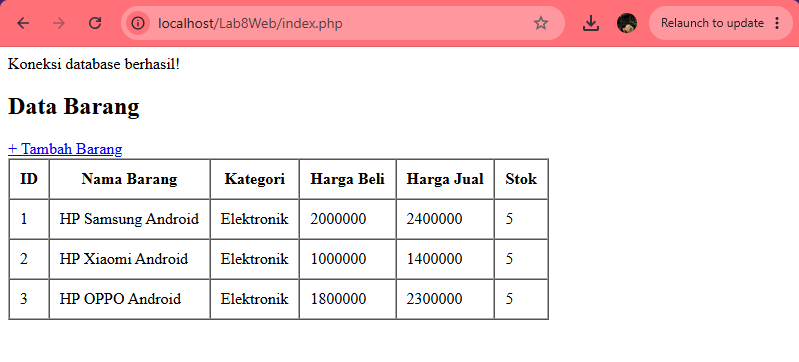 localhost/Lab8Web/index.php Relaunch to update
Koneksi database berhasil!
Data Barang
+ Tambah Barang
ID Nama Barang Kategori Harga Beli Harga Jual Stok
1 HP Samsung Android Elektronik 2000000 2400000 5
2 HP Xiaomi Android Elektronik 1000000 1400000 5
3 HP OPPO Android Elektronik 1800000 2300000 5